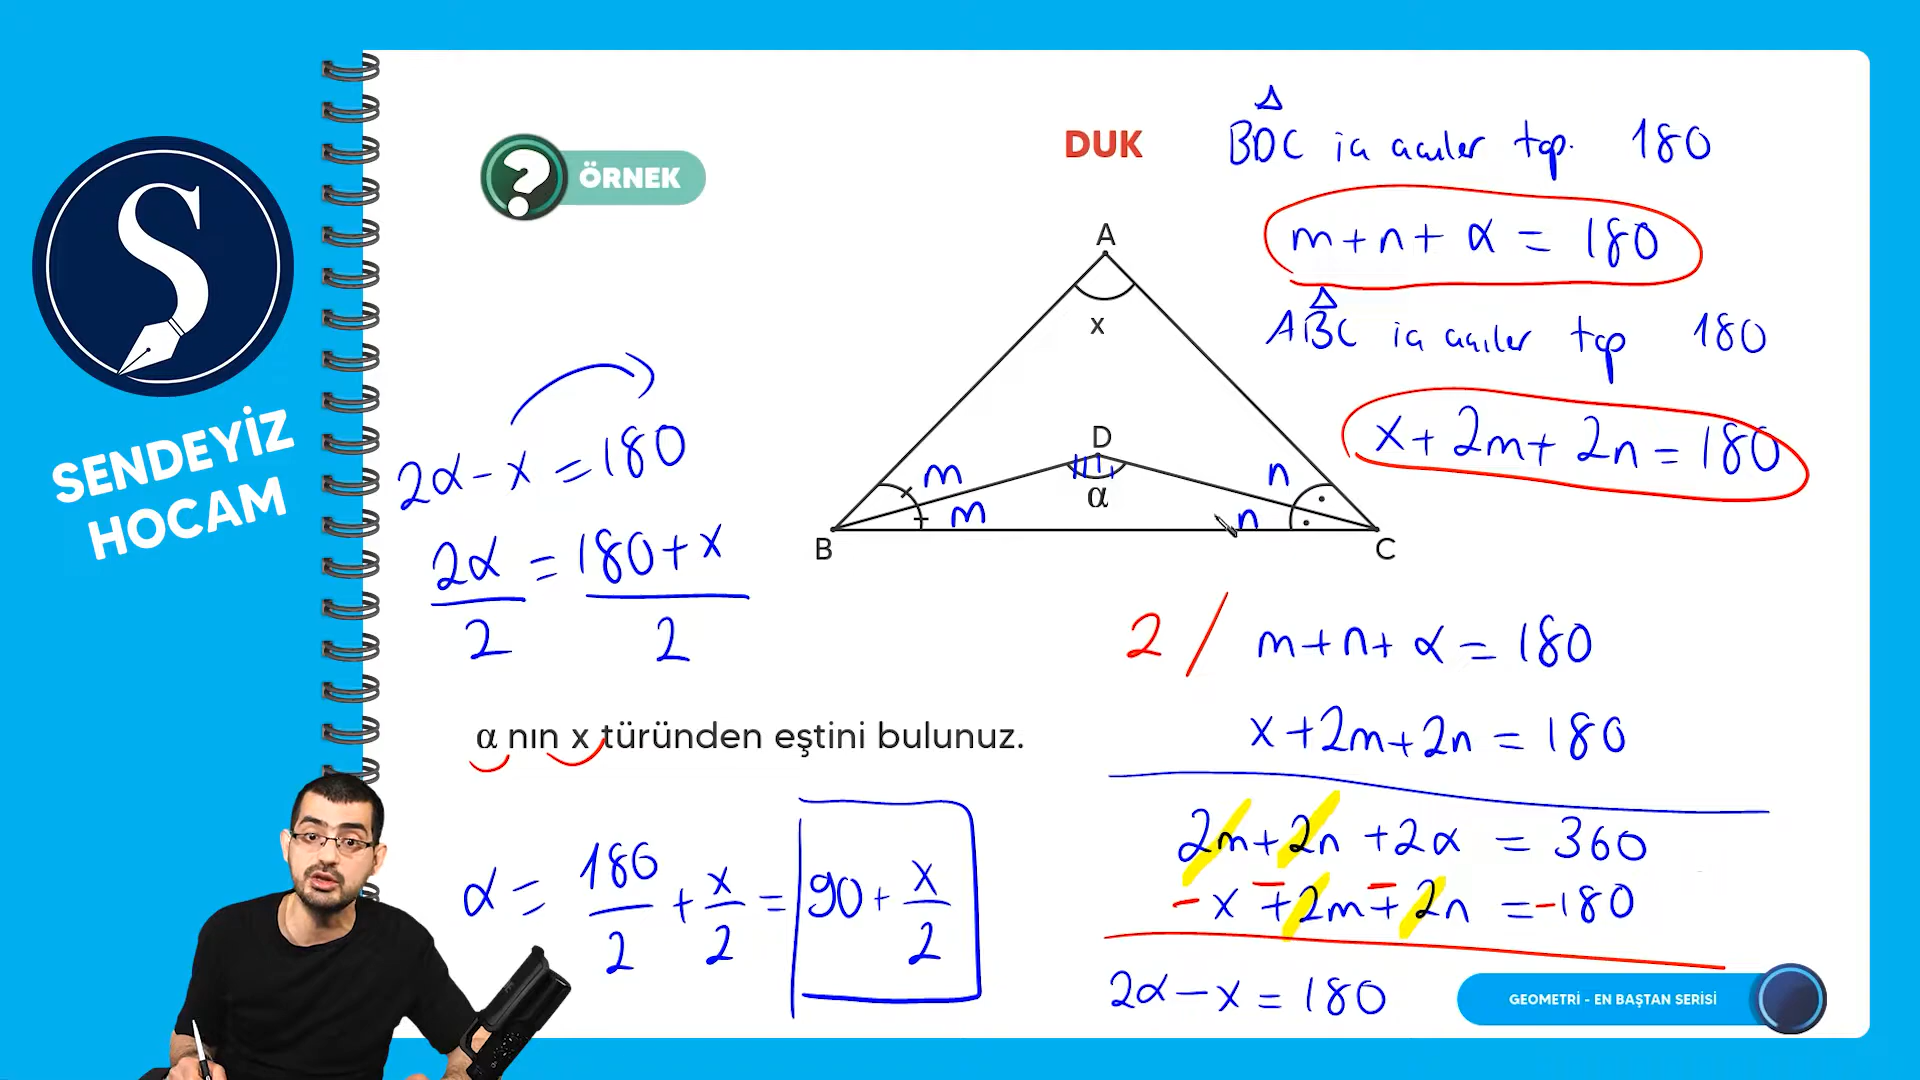 SENDEYİZ
HOCAM
ÖRNEK
DUK
BDC iç açılar top. 180
m+n+ α = 180
ABC iç açılar top 180
x+2m+2n=180
A
x
D
α
m
m
n
n
B
C
2α-x=180
2α = 180+x
2 2
α nın x türünden eştini bulunuz.
α = 180/2 + x/2 = 90 + x/2
2 / m+n+ α = 180
x+2m+2n = 180
2m+2n +2α = 360
- x -+2m-+2n =-180
2α-x=180
GEOMETRİ - EN BAŞTAN SERİSİ